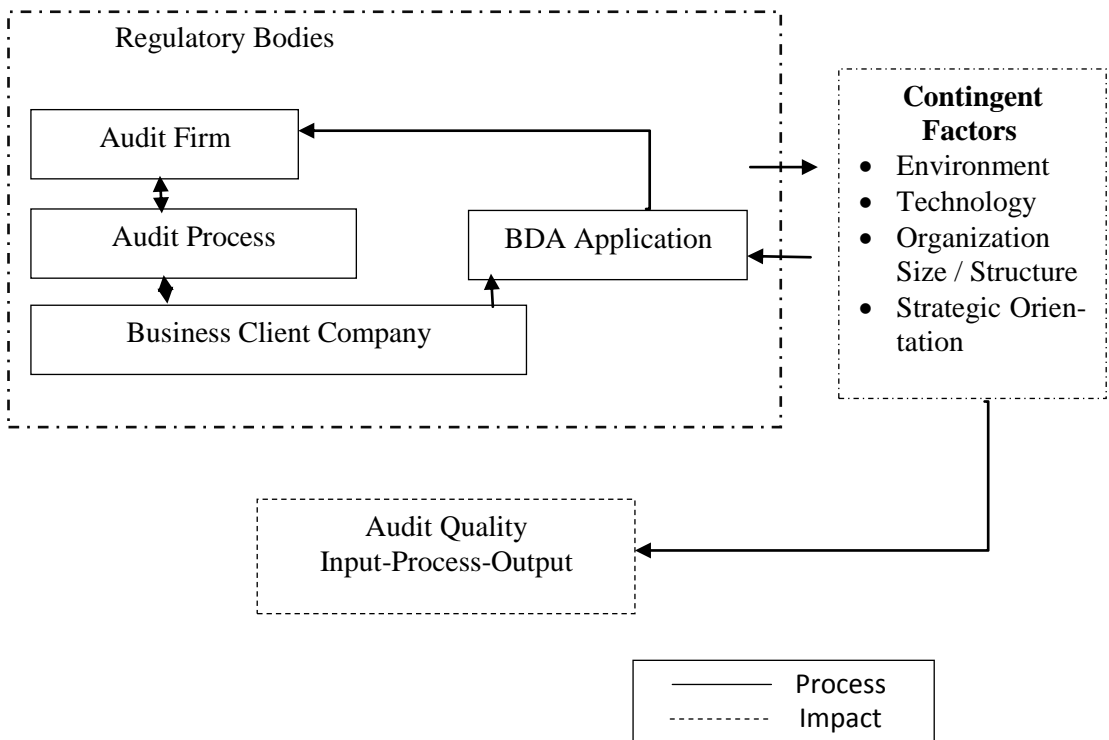 Regulatory Bodies
Audit Firm
Audit Process
BDA Application
Business Client Company
Contingent
Factors
• Environment
• Technology
• Organization
Size / Structure
• Strategic Orien-
tation
Audit Quality
Input-Process-Output
Process
Impact